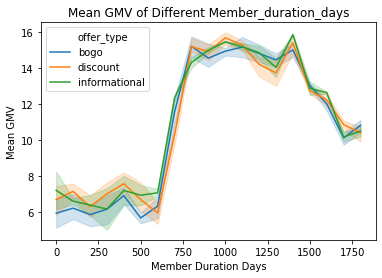 Mean GMV of Different Member_duration_days
offer_type
bogo
discount
informational
16
14
12
10
8
6
Mean GMV
0 250 500 750 1000 1250 1500 1750
Member Duration Days